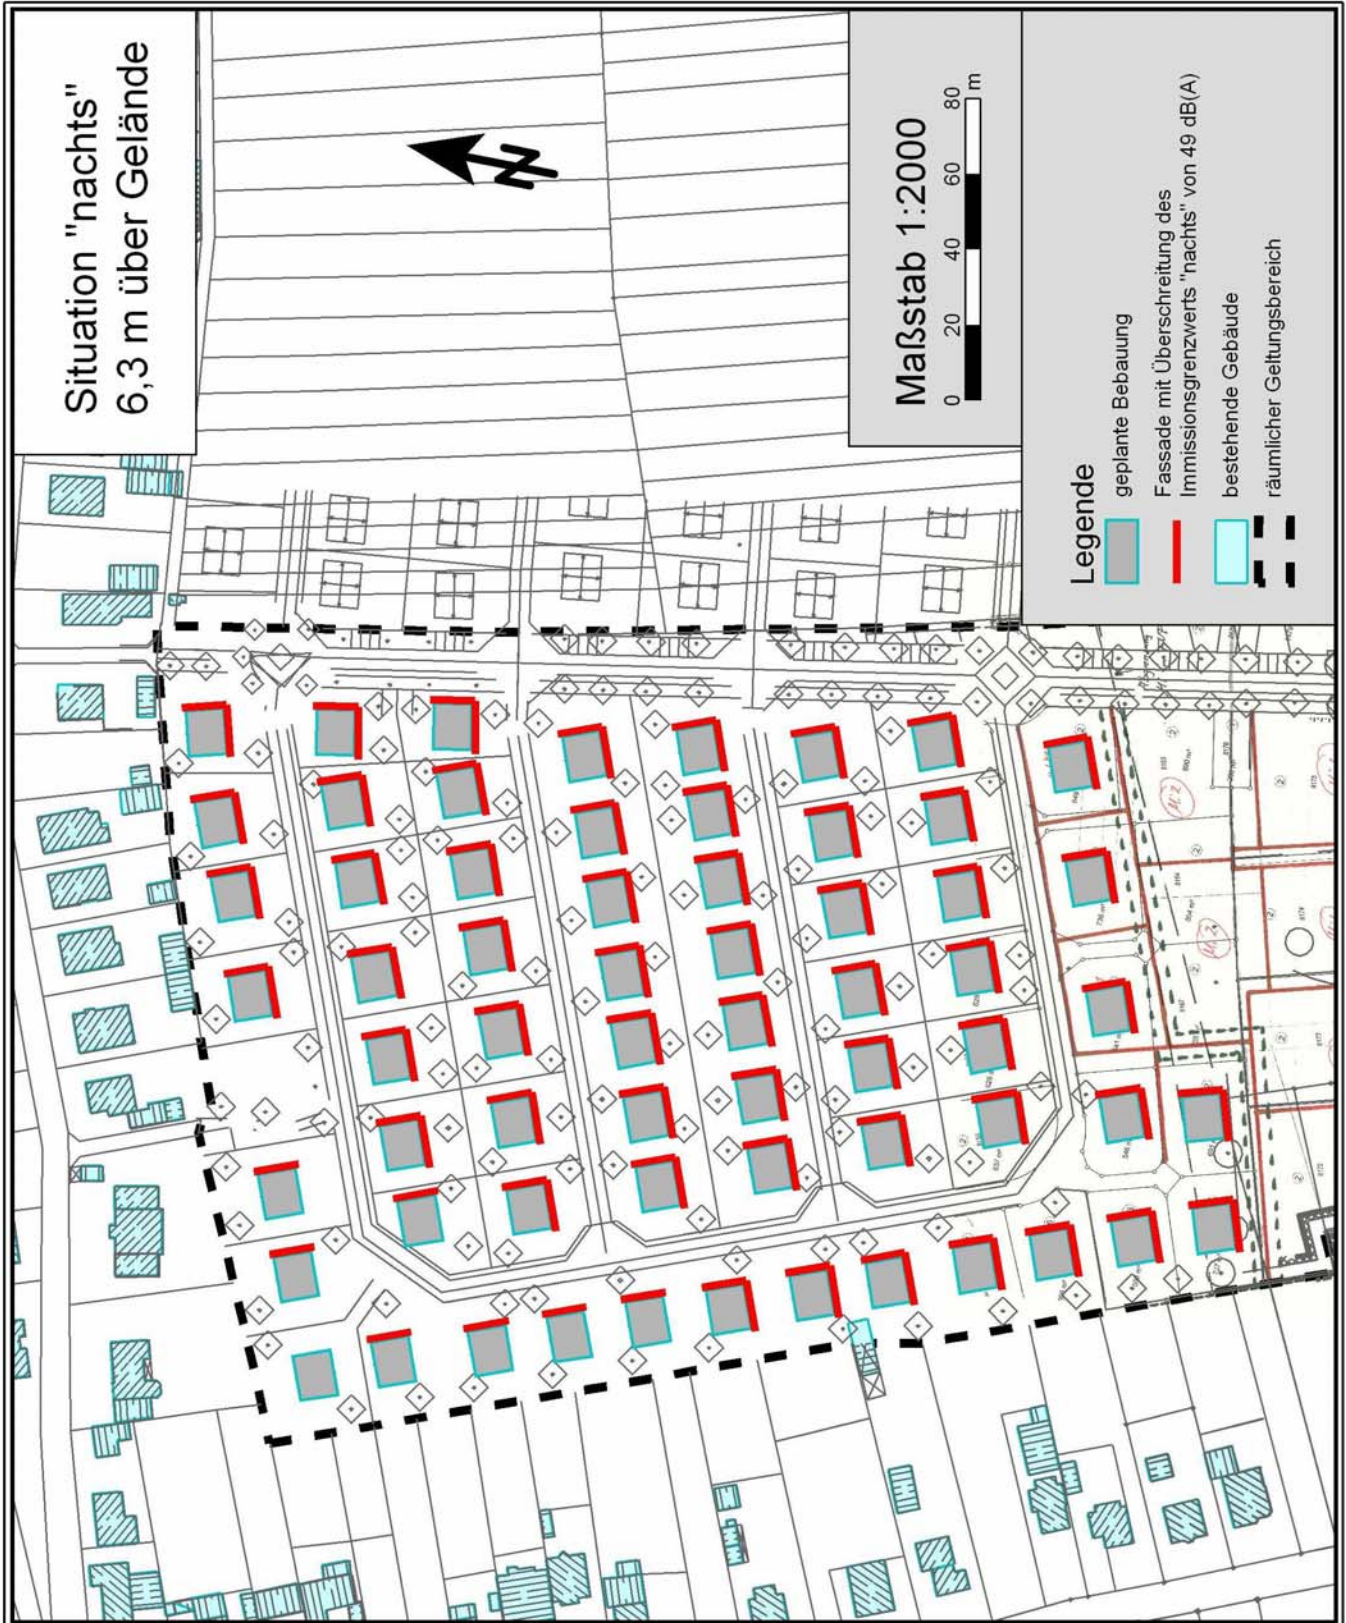 Situation "nachts"
6,3 m über Gelände
N
Maßstab 1:2000
0 20 40 60 80
m
Legende
geplante Bebauung
Fassade mit Überschreitung des
Immissionsgrenzwerts "nachts" von 49 dB(A)
bestehende Gebäude
räumlicher Geltungsbereich